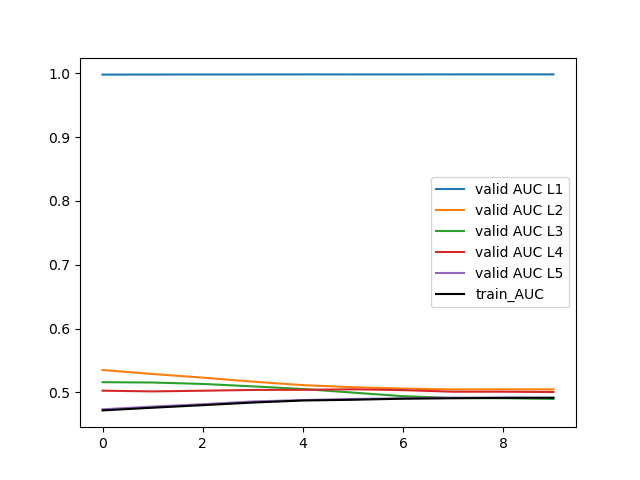 1.0
0.9
0.8
0.7
0.6
0.5
0 2 4 6 8
valid AUC L1
valid AUC L2
valid AUC L3
valid AUC L4
valid AUC L5
train_AUC